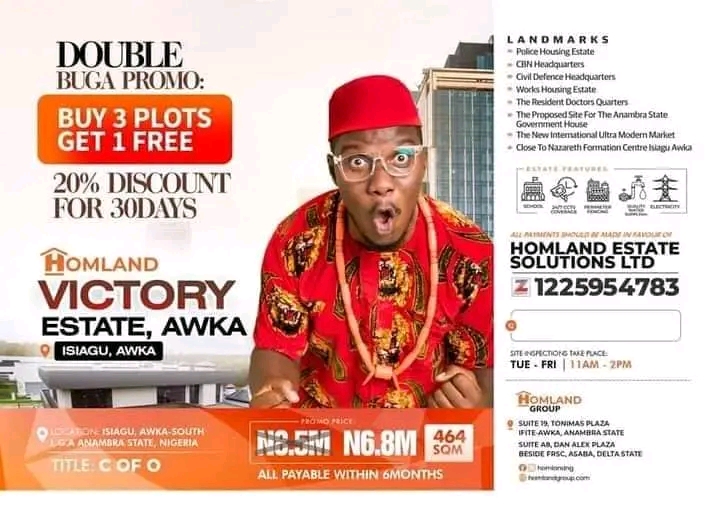 DOUBLE
BUGA PROMO:
BUY 3 PLOTS
GET 1 FREE
20% DISCOUNT
FOR 30DAYS
HOMLAND
VICTORY
ESTATE, AWKA
ISIAGU, AWKA
LOCATION: ISIAGU, AWKA-SOUTH
L.G.A ANAMBRA STATE, NIGERIA
TITLE: C OF O
PROMO PRICE:
N8.5M N6.8M 464
SQM
ALL PAYABLE WITHIN 6MONTHS
LANDMARKS
Police Housing Estate
CBN Headquarters
Civil Defence Headquarters
Works Housing Estate
The Resident Doctors Quarters
The Proposed Site For The Anambra State
Government House
The New International Ultra Modern Market
Close To Nazareth Formation Centre Isiagu Awka
ESTATE FEATURES
SCHOOL
24/7 CCTV
COVERAGE
PERIMETER
FENCING
QUALITY
WATER
ELECTRICITY
ALL PAYMENTS SHOULD BE MADE IN FAVOUR OF
HOMLAND ESTATE
SOLUTIONS LTD
Z 1225954783
SITE INSPECTIONS TAKE PLACE:
TUE - FRI | 11AM - 2PM
HOMLAND
GROUP
SUITE 19, TONIMAS PLAZA
IFITE-AWKA, ANAMBRA STATE
SUITE A8, DAN ALEX PLAZA
BESIDE FRSC, ASABA, DELTA STATE
homlandng
homlandgroup.com